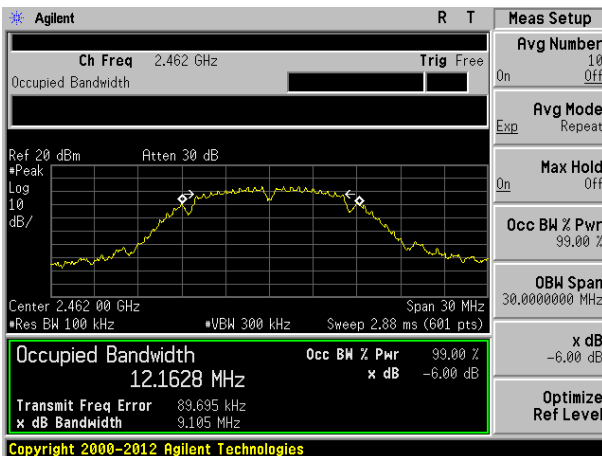 Agilent R T Meas Setup
Ch Freq 2.462 GHz Trig Free
Occupied Bandwidth
Avg Number
10
On Off
Avg Mode
Exp Repeat
Max Hold
On Off
Occ BW % Pwr
99.00 %
OBW Span
30.0000000 MHz
x dB
-6.00 dB
Optimize
Ref Level
Ref 20 dBm Atten 30 dB
#Peak
Log
10
dB/
Center 2.462 00 GHz Span 30 MHz
#Res BW 100 kHz #VBW 300 kHz Sweep 2.88 ms (601 pts)
Occupied Bandwidth Occ BW % Pwr 99.00 %
12.1628 MHz x dB -6.00 dB
Transmit Freq Error 89.695 kHz
x dB Bandwidth 9.105 MHz
Copyright 2000-2012 Agilent Technologies